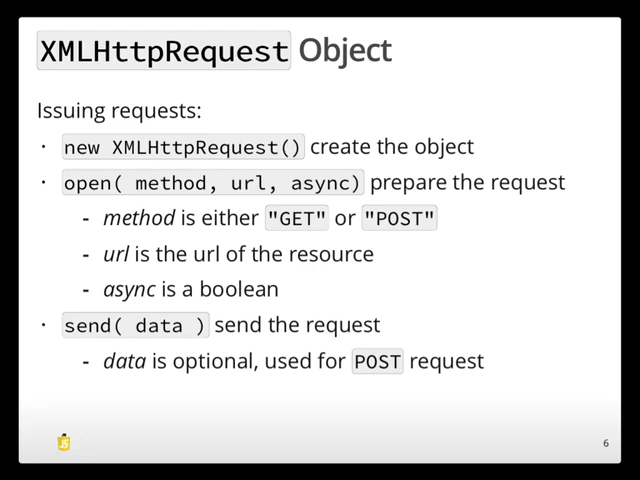 XMLHttpRequest Object
Issuing requests:
· new XMLHttpRequest() create the object
· open( method, url, async) prepare the request
- method is either "GET" or "POST"
- url is the url of the resource
- async is a boolean
· send( data ) send the request
- data is optional, used for POST request
JS
6